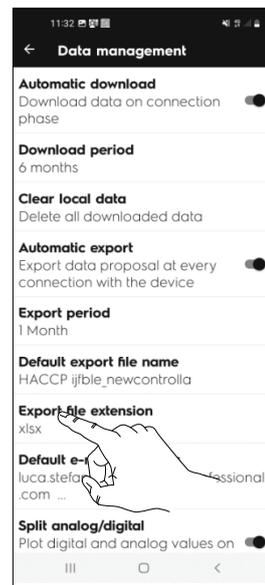 11:32
Data management
Automatic download
Download data on connection
phase
Download period
6 months
Clear local data
Delete all downloaded data
Automatic export
Export data proposal at every
connection with the device
Export period
1 Month
Default export file name
HACCP ijfble_newcontrolla
Export file extension
xlsx
Default
.com ...
Split analog/digital
Plot digital and analog values on